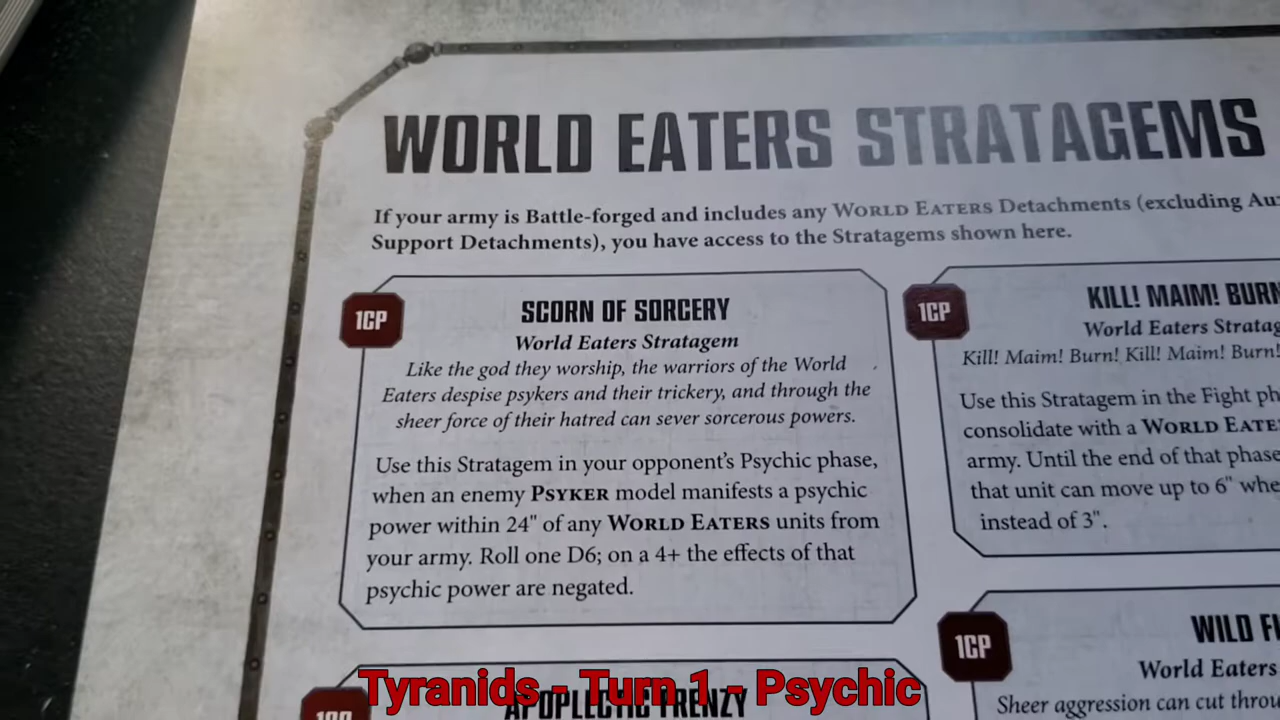 WORLD EATERS STRATAGEMS
If your army is Battle-forged and includes any WORLD EATERS Detachments (excluding
Support Detachments), you have access to the Stratagems shown here.
1CP
SCORN OF SORCERY
World Eaters Stratagem
Like the god they worship, the warriors of the World
Eaters despise psykers and their trickery, and through the
sheer force of their hatred can sever sorcerous powers.
Use this Stratagem in your opponent's Psychic phase,
when an enemy PSYKER model manifests a psychic
power within 24" of any WORLD EATERS units from
your army. Roll one D6; on a 4+ the effects of that
psychic power are negated.
1CP
KILL! MAIM! BURN
World Eaters
Kill! Maim! Burn! Kill! Maim! Burn!
Use this Stratagem in the Fight
consolidate with a WORLD
army. Until the end of that phase
that unit can move up to 6"
instead of 3".
APOPLECTIC FRENZY
1CP
WILD
World Eaters
Sheer aggression can cut
Tyranids - Turn 1 - Psychic